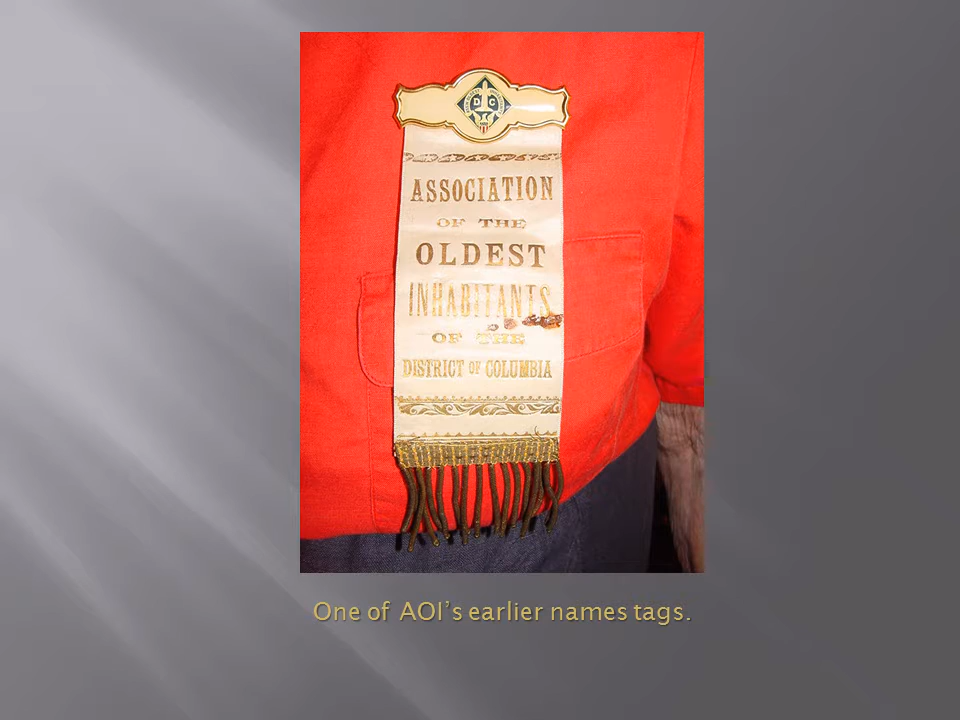 D C
ASSOCIATION
OF THE
OLDEST
INHABITANTS
OF THE
DISTRICT OF COLUMBIA
One of AOI's earlier names tags.